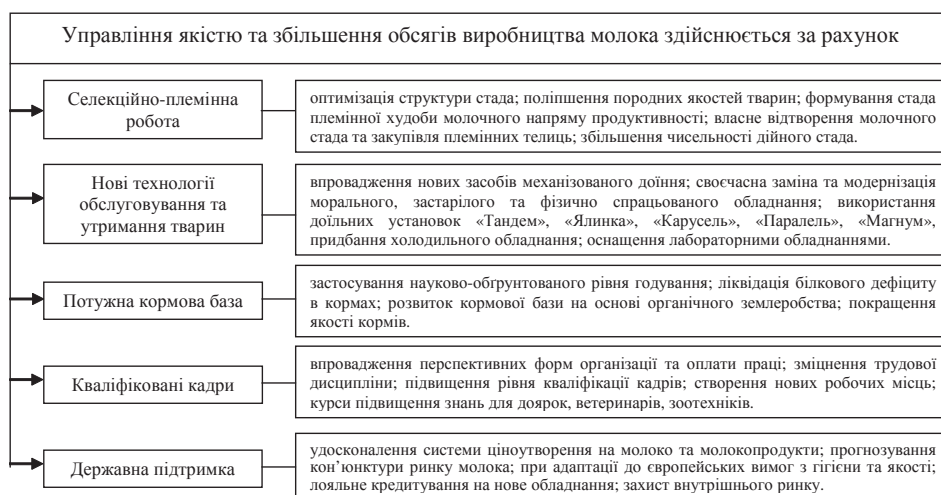 Управління якістю та збільшення обсягів виробництва молока здійснюється за рахунок
Селекційно-племінна
робота
оптимізація структури стада; поліпшення породних якостей тварин; формування стада
племінної худоби молочного напряму продуктивності; власне відтворення молочного
стада та закупівля племінних телиць; збільшення чисельності дійного стада.
Нові технології
обслуговування та
утримання тварин
впровадження нових засобів механізованого доїння; своєчасна заміна та модернізація
морального, застарілого та фізично спрацьованого обладнання; використання
доїльних установок «Тандем», «Ялинка», «Карусель», «Паралель», «Магнум»,
придбання холодильного обладнання; оснащення лабораторними обладнаннями.
Потужна кормова база
застосування науково-обґрунтованого рівня годування; ліквідація білкового дефіциту
в кормах; розвиток кормової бази на основі органічного землеробства; покращення
якості кормів.
Кваліфіковані кадри
впровадження перспективних форм організації та оплати праці; зміцнення трудової
дисципліни; підвищення рівня кваліфікації кадрів; створення нових робочих місць;
курси підвищення знань для доярок, ветеринарів, зоотехніків.
Державна підтримка
удосконалення системи ціноутворення на молоко та молокопродукти; прогнозування
кон’юнктури ринку молока; при адаптації до європейських вимог з гігієни та якості;
лояльне кредитування на нове обладнання; захист внутрішнього ринку.